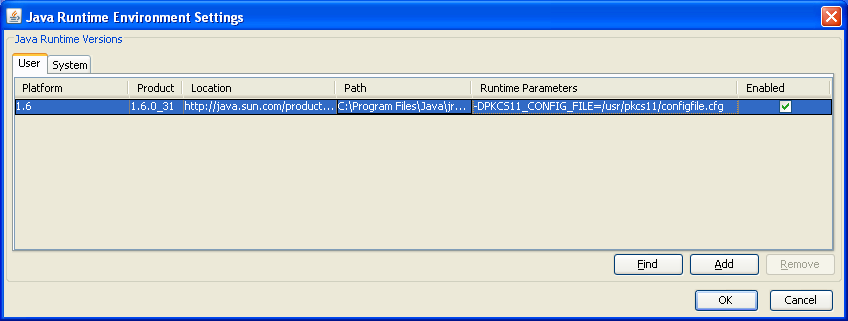 Java Runtime Environment Settings
Java Runtime Versions
User System
Platform Product Location Path Runtime Parameters Enabled
1.6 1.6.0_31 http://java.sun.com/product... C:\Program Files\Java\jr... -DPKCS11_CONFIG_FILE=/usr/pkcs11/configfile.cfg
Find Add Remove
OK Cancel